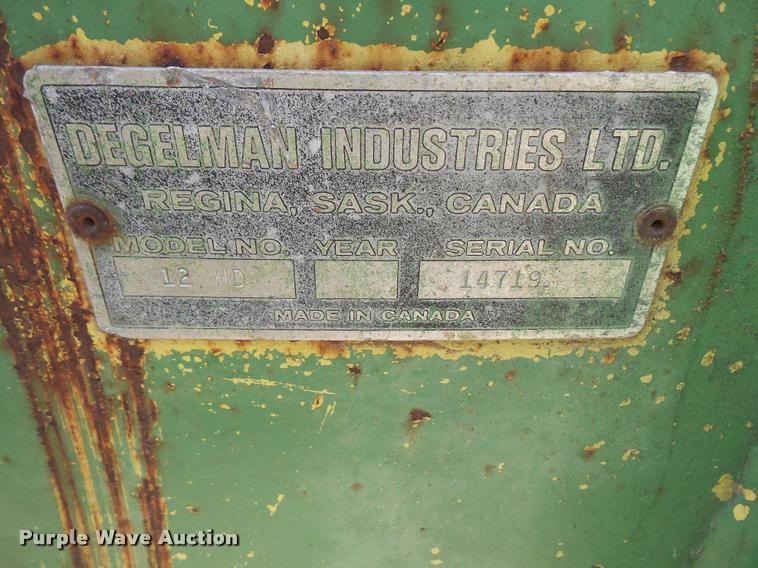 DEGELMAN INDUSTRIES LTD.
REGINA, SASK., CANADA
MODEL NO. YEAR SERIAL NO.
12 HD 14719
MADE IN CANADA
Purple Wave Auction